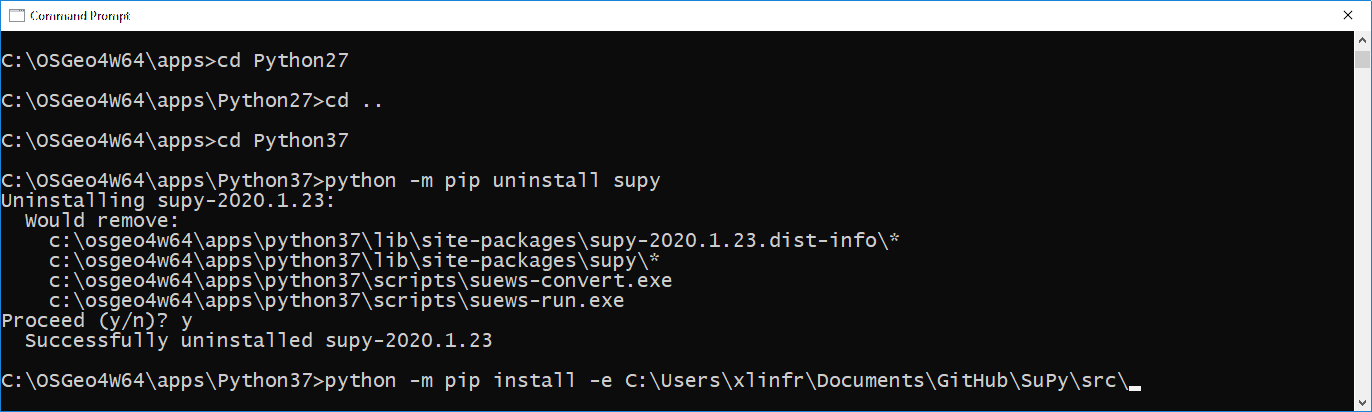 Command Prompt
C:\OSGeo4W64\apps>cd Python27
C:\OSGeo4W64\apps\Python27>cd ..
C:\OSGeo4W64\apps>cd Python37
C:\OSGeo4W64\apps\Python37>python -m pip uninstall supy
Uninstalling supy-2020.1.23:
  Would remove:
    c:\osgeo4w64\apps\python37\lib\site-packages\supy-2020.1.23.dist-info\*
    c:\osgeo4w64\apps\python37\lib\site-packages\supy\*
    c:\osgeo4w64\apps\python37\scripts\suews-convert.exe
    c:\osgeo4w64\apps\python37\scripts\suews-run.exe
Proceed (y/n)? y
  Successfully uninstalled supy-2020.1.23
C:\OSGeo4W64\apps\Python37>python -m pip install -e C:\Users\xlinfr\Documents\GitHub\SuPy\src\